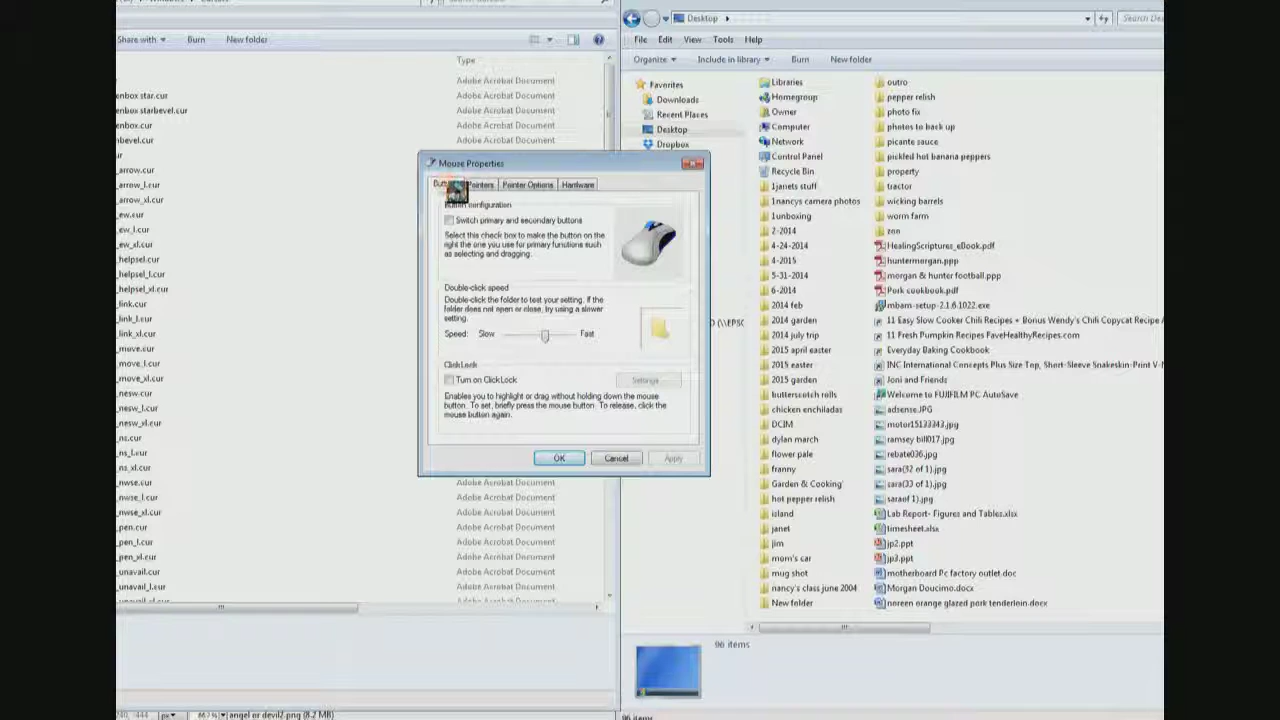 Share with Burn New folder
Type
Adobe Acrobat Document
enbox star.cur Adobe Acrobat Document
enbox starbevel.cur Adobe Acrobat Document
enbox.cur Adobe Acrobat Document
bevel.cur Adobe Acrobat Document
_arrow.cur
_arrow_l.cur
_arrow_xl.cur
_ew.cur
_ew_l.cur
_ew_xl.cur
_helpsel.cur
_helpsel_l.cur
_helpsel_xl.cur
_link.cur
_link_l.cur
_link_xl.cur
_move.cur
_move_l.cur
_move_xl.cur
_nesw.cur
_nesw_l.cur
_nesw_xl.cur
_ns.cur
_ns_l.cur
_ns_xl.cur
_nwse.cur Adobe Acrobat Document
_nwse_l.cur Adobe Acrobat Document
_nwse_xl.cur Adobe Acrobat Document
_pen.cur Adobe Acrobat Document
_pen_l.cur Adobe Acrobat Document
_pen_xl.cur Adobe Acrobat Document
_unavail.cur Adobe Acrobat Document
_unavail_l.cur Adobe Acrobat Document
_unavail_xl.cur Adobe Acrobat Document
px 66.7% angel or devil2.png (8.2 MB)
Mouse Properties
Pointers Pointer Options Hardware
Button configuration
Switch primary and secondary buttons
Select this check box to make the button on the
right the one you use for primary functions such
as selecting and dragging.
Double-click speed
Double-click the folder to test your setting. If the
folder does not open or close, try using a slower
setting.
Speed: Slow Fast
ClickLock
Turn on ClickLock Settings
Enables you to highlight or drag without holding down the mouse
button. To set, briefly press the mouse button. To release, click the
mouse button again.
OK Cancel Apply
Desktop
Search De
File Edit View Tools Help
Organize Include in library Burn New folder
Favorites
Downloads
Recent Places
Desktop
Dropbox
(\\EPSO
Libraries
Homegroup
Owner
Computer
Network
Control Panel
Recycle Bin
1janets stuff
1nancys camera photos
1unboxing
2-2014
4-24-2014
4-2015
5-31-2014
6-2014
2014 feb
2014 garden
2014 july trip
2015 april easter
2015 easter
2015 garden
butterscotch rolls
chicken enchiladas
DCIM
dylan march
flower pale
franny
Garden & Cooking'
hot pepper relish
island
janet
jim
mom's car
mug shot
nancy's class june 2004
New folder
outro
pepper relish
photo fix
photos to back up
picante sauce
pickled hot banana peppers
property
tractor
wicking barrels
worm farm
zen
HealingScriptures_eBook.pdf
huntermorgan.ppp
morgan & hunter football.ppp
Pork cookbook.pdf
mbam-setup-2.1.6.1022.exe
11 Easy Slow Cooker Chili Recipes + Bonus Wendy's Chili Copycat Recipe
11 Fresh Pumpkin Recipes FaveHealthyRecipes.com
Everyday Baking Cookbook
INC International Concepts Plus Size Top, Short-Sleeve Snakeskin-Print V-N
Joni and Friends
Welcome to FUJIFILM PC AutoSave
adsense.JPG
motor15133343.jpg
ramsey bill017.jpg
rebate036.jpg
sara(32 of 1).jpg
sara(33 of 1).jpg
saraof 1).jpg
Lab Report- Figures and Tables.xlsx
timesheet.xlsx
jp2.ppt
jp3.ppt
motherboard Pc factory outlet.doc
Morgan Doucimo.docx
noreen orange glazed pork tenderloin.docx
96 items
96 items